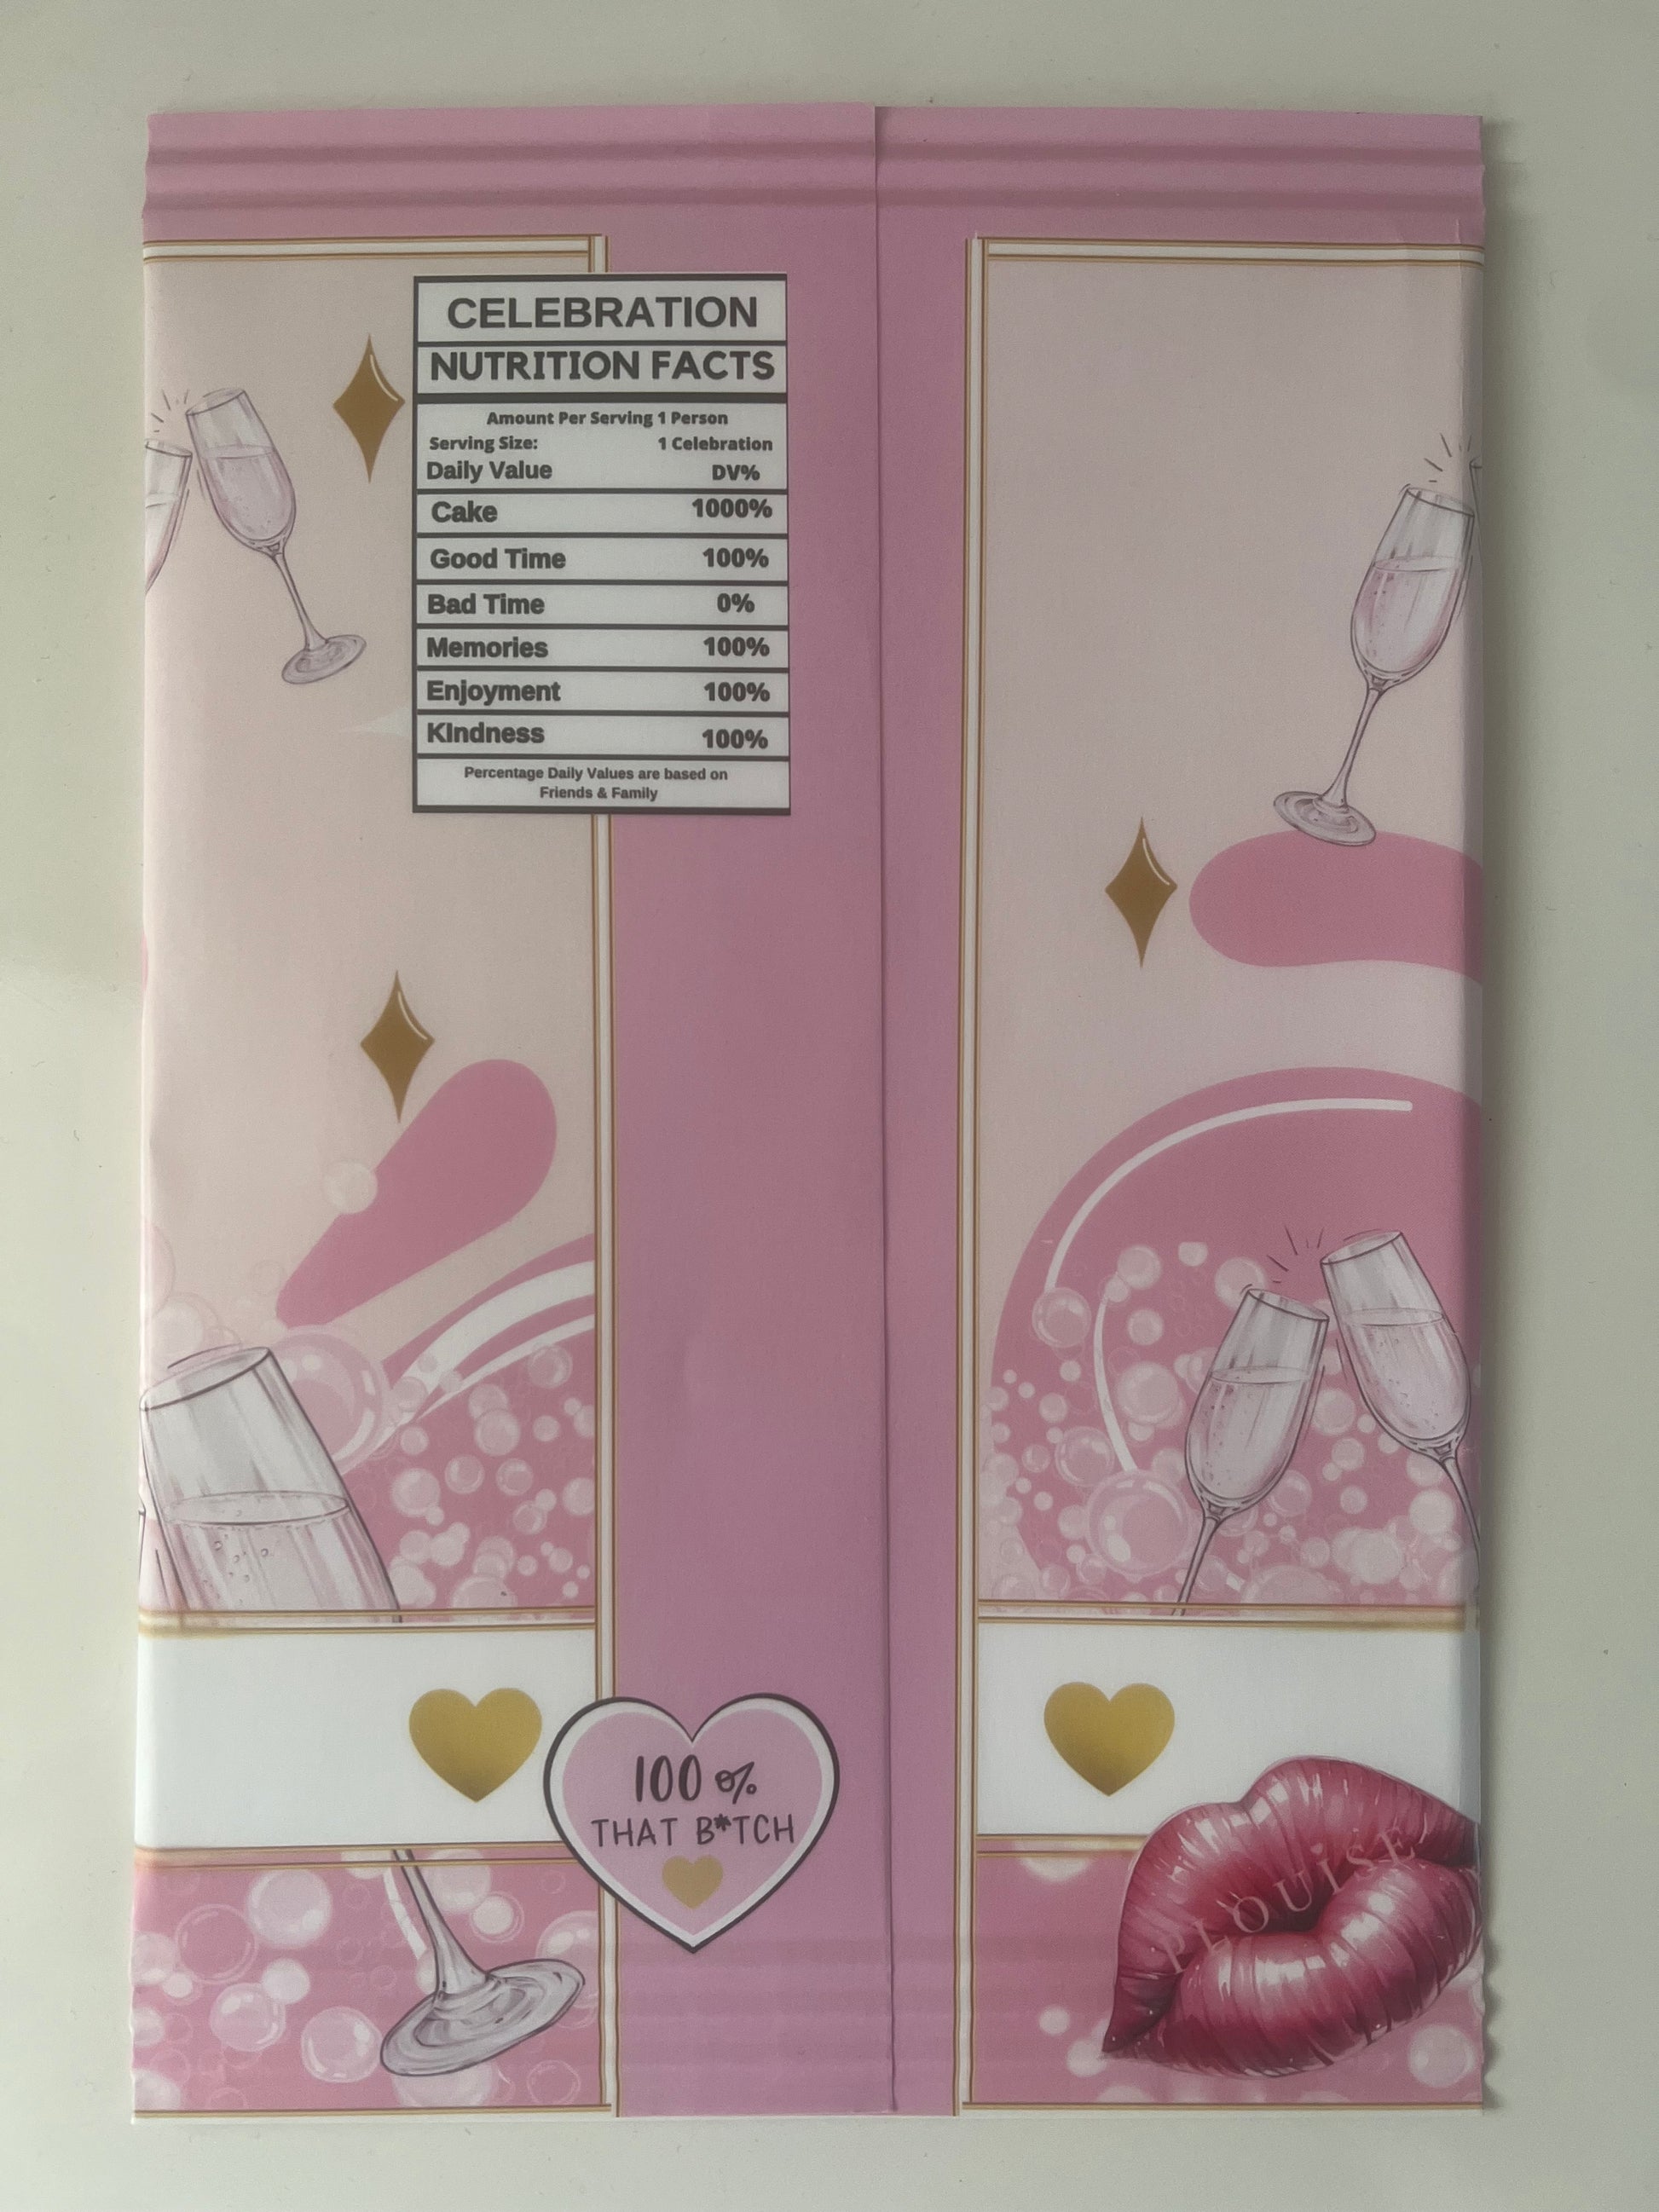 CELEBRATION
NUTRITION FACTS
Amount Per Serving 1 Person
Serving Size: 1 Celebration
Daily Value DV%
Cake 1000%
Good Time 100%
Bad Time 0%
Memories 100%
Enjoyment 100%
KIndness 100%
Percentage Daily Values are based on
Friends & Family
100 %
THAT B*TCH
PLOUISE